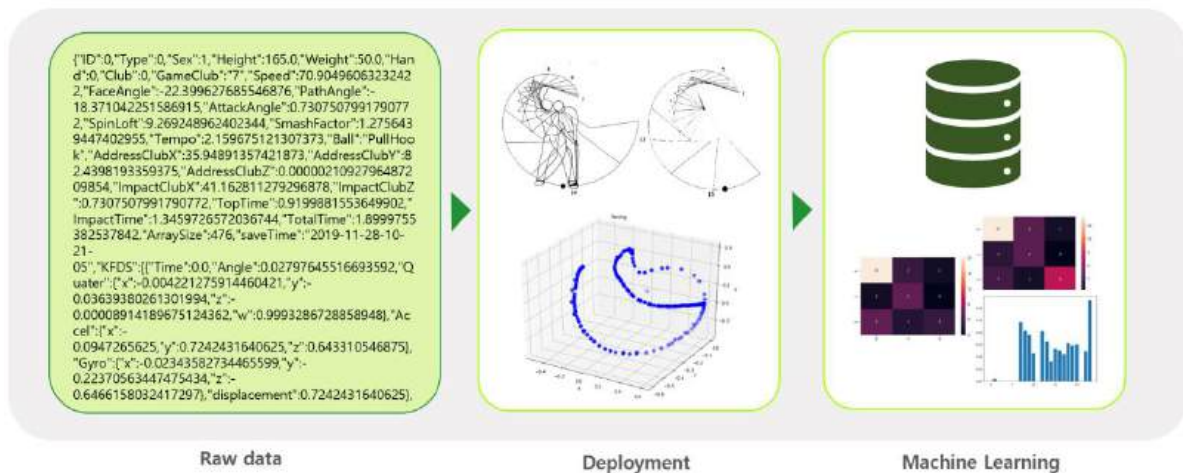 {"ID":0,"Type":0,"Sex":1,"Height":165.0,"Weight":50.0,"Han
d":0,"Club":0,"GameClub":"7","Speed":70.9049606323242
2,"FaceAngle":-22.399627685546876,"PathAngle":-
18.371042251586915,"AttackAngle":0.730750799179077
2,"SpinLoft":9.269248962402344,"SmashFactor":1.275643
9447402955,"Tempo":2.159675121307373,"Ball":"PullHoo
k","AddressClubX":35.94891357421873,"AddressClubY":8
2.4398193359375,"AddressClubZ":0.00000210927964872
09854,"ImpactClubX":41.162811279296878,"ImpactClubZ
":0.7307507991790772,"TopTime":0.9199881553649902,"
ImpactTime":1.3459726572036744,"TotalTime":1.8999755
382537842,"ArraySize":476,"saveTime":"2019-11-28-10-
21-
05","KFDS":[{"Time":0.0,"Angle":0.02797645516693592,"Q
uater":{"x":-0.004221275914460421,"y":-
0.03639380261301994,"z":-
0.00008914189675124362,"w":0.9993286728858948},"Ac
cel":{"x":-
0.0947265625,"y":0.7242431640625,"z":0.643310546875},
"Gyro":{"x":-0.02343582734465599,"y":-
0.22370563447475434,"z":-
0.6466158032417297},"displacement":0.7242431640625},
Raw data
Deployment
Machine Learning